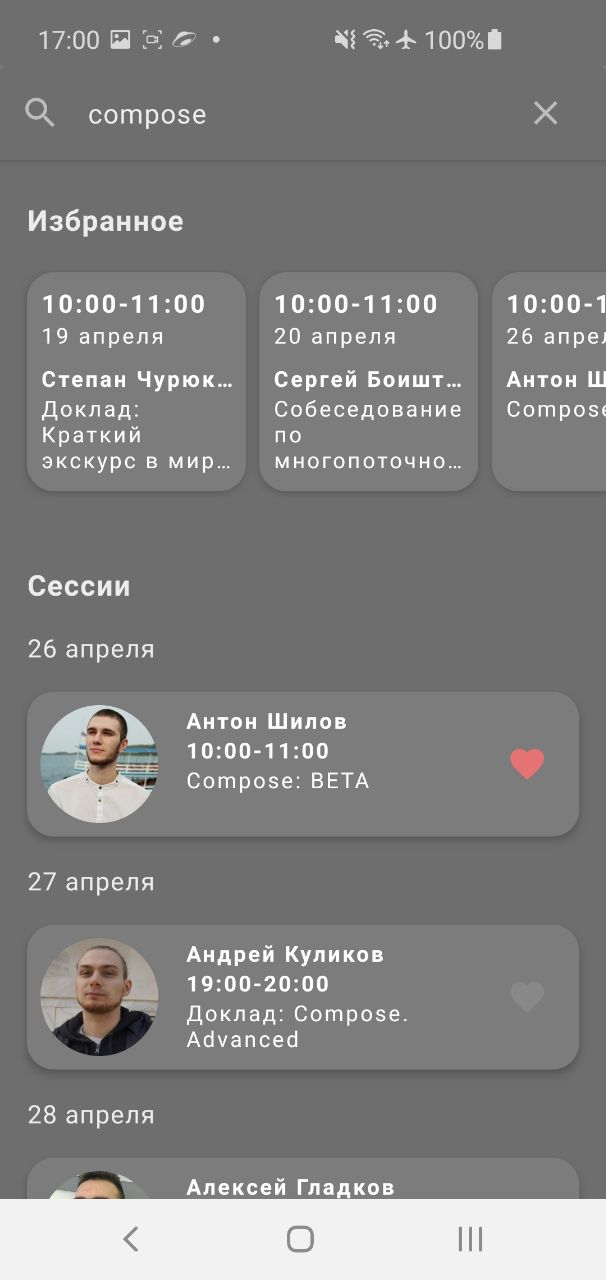 17:00
100%
compose
Избранное
10:00-11:00
19 апреля
Степан Чурюк…
Доклад:
Краткий
экскурс в мир…
10:00-11:00
20 апреля
Сергей Боишт…
Собеседование
по
многопоточно…
10:00-1
26 апрел
Антон Ш
Compose
Сессии
26 апреля
Антон Шилов
10:00-11:00
Compose: BETA
27 апреля
Андрей Куликов
19:00-20:00
Доклад: Compose.
Advanced
28 апреля
Алексей Гладков